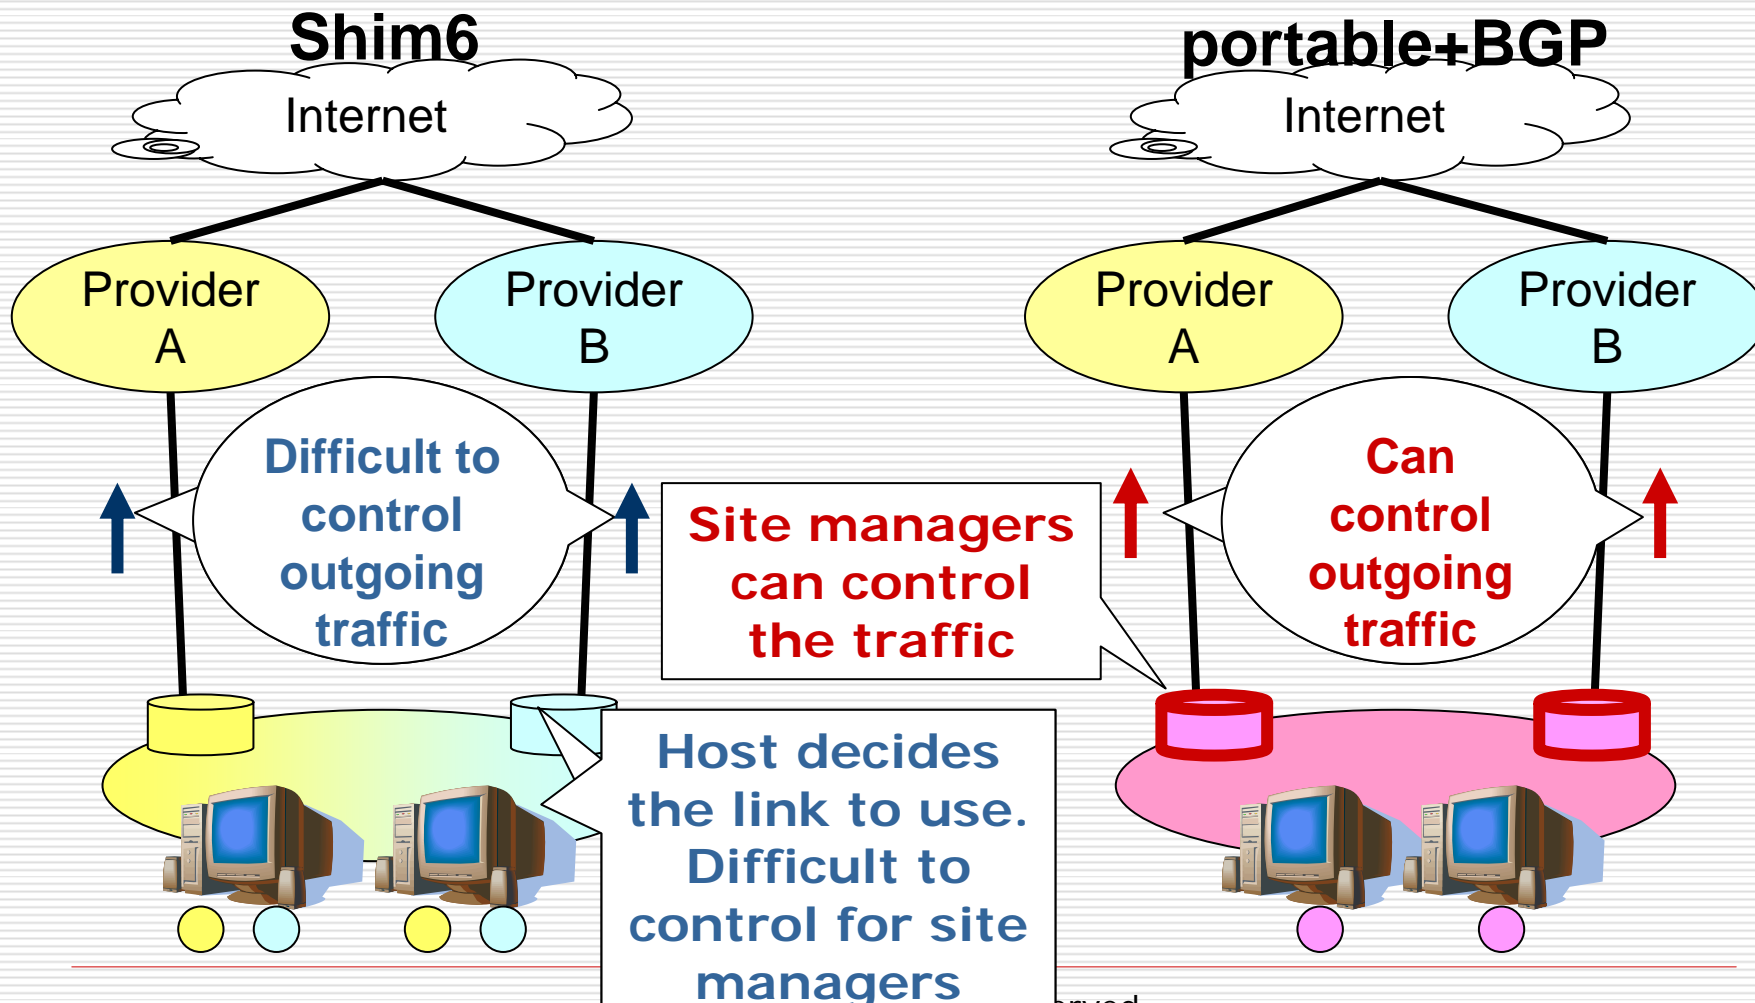 Shim6
Internet
Provider
A
Provider
B
Difficult to
control
outgoing
traffic
Host decides
the link to use.
Difficult to
control for site
managers
portable+BGP
Internet
Provider
A
Provider
B
Can
control
outgoing
traffic
Site managers
can control
the traffic